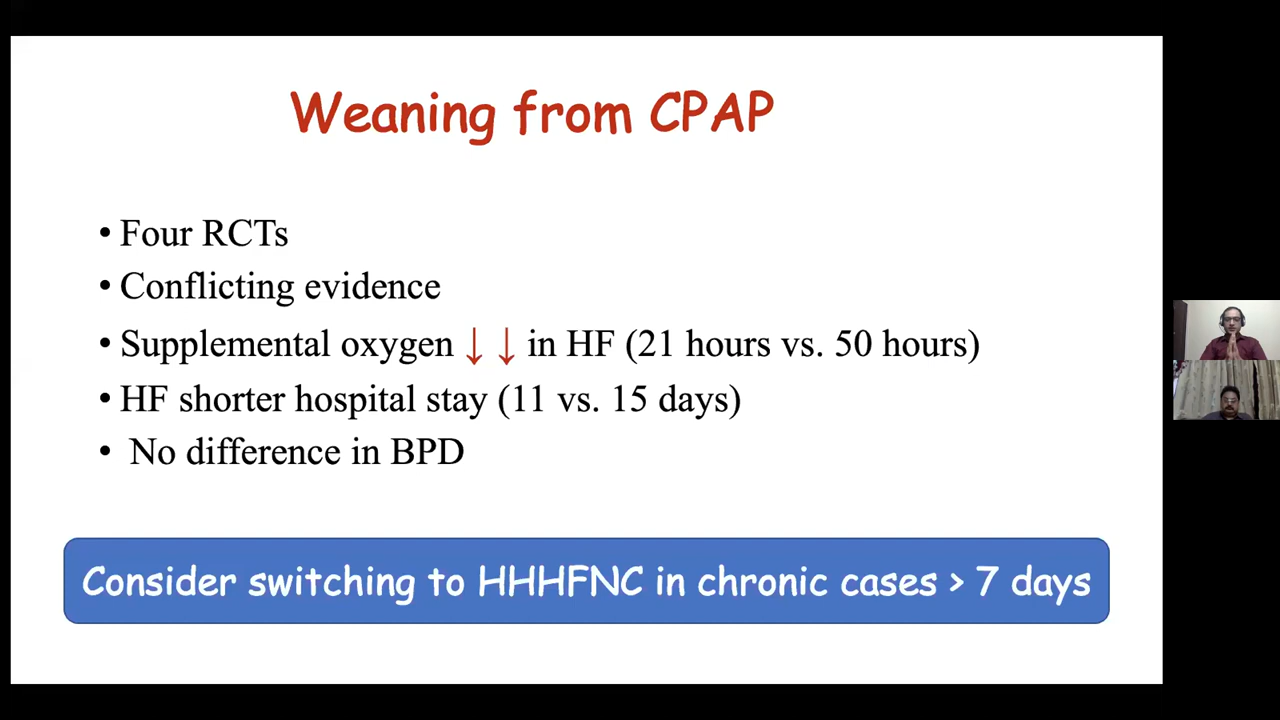 Weaning from CPAP
• Four RCTs
• Conflicting evidence
• Supplemental oxygen ↓ ↓ in HF (21 hours vs. 50 hours)
• HF shorter hospital stay (11 vs. 15 days)
• No difference in BPD
Consider switching to HHHFNC in chronic cases > 7 days